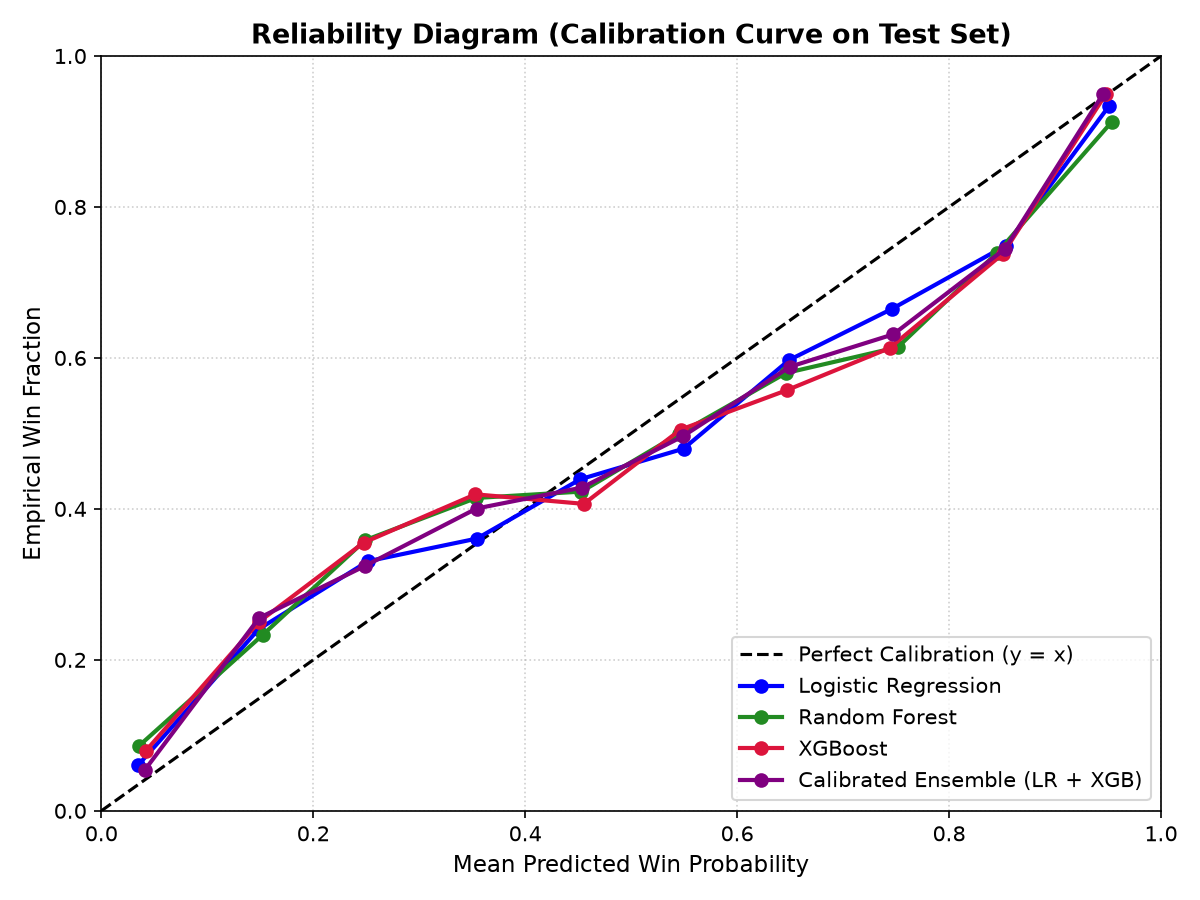 Reliability Diagram (Calibration Curve on Test Set)
1.0
0.8
0.6
0.4
0.2
0.0
Empirical Win Fraction
Perfect Calibration (y = x)
Logistic Regression
Random Forest
XGBoost
Calibrated Ensemble (LR + XGB)
0.0 0.2 0.4 0.6 0.8 1.0
Mean Predicted Win Probability